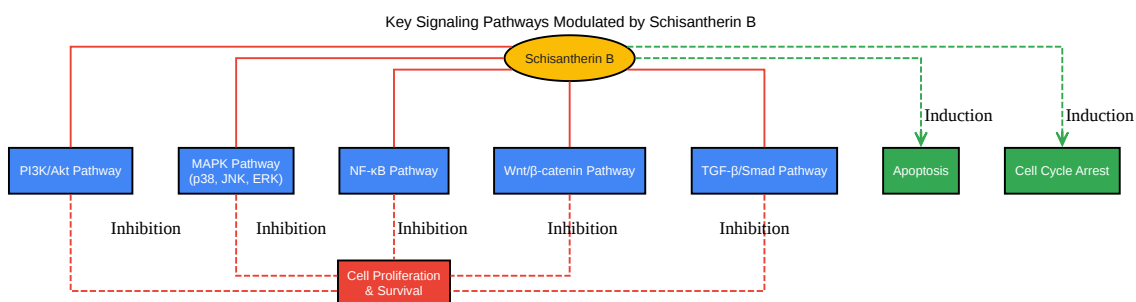 Key Signaling Pathways Modulated by Schisantherin B
Schisantherin B
Induction
Induction
PI3K/Akt Pathway
MAPK Pathway
(p38, JNK, ERK)
NF-κB Pathway
Wnt/β-catenin Pathway
TGF-β/Smad Pathway
Apoptosis
Cell Cycle Arrest
Inhibition
Inhibition
Inhibition
Inhibition
Inhibition
Cell Proliferation
& Survival